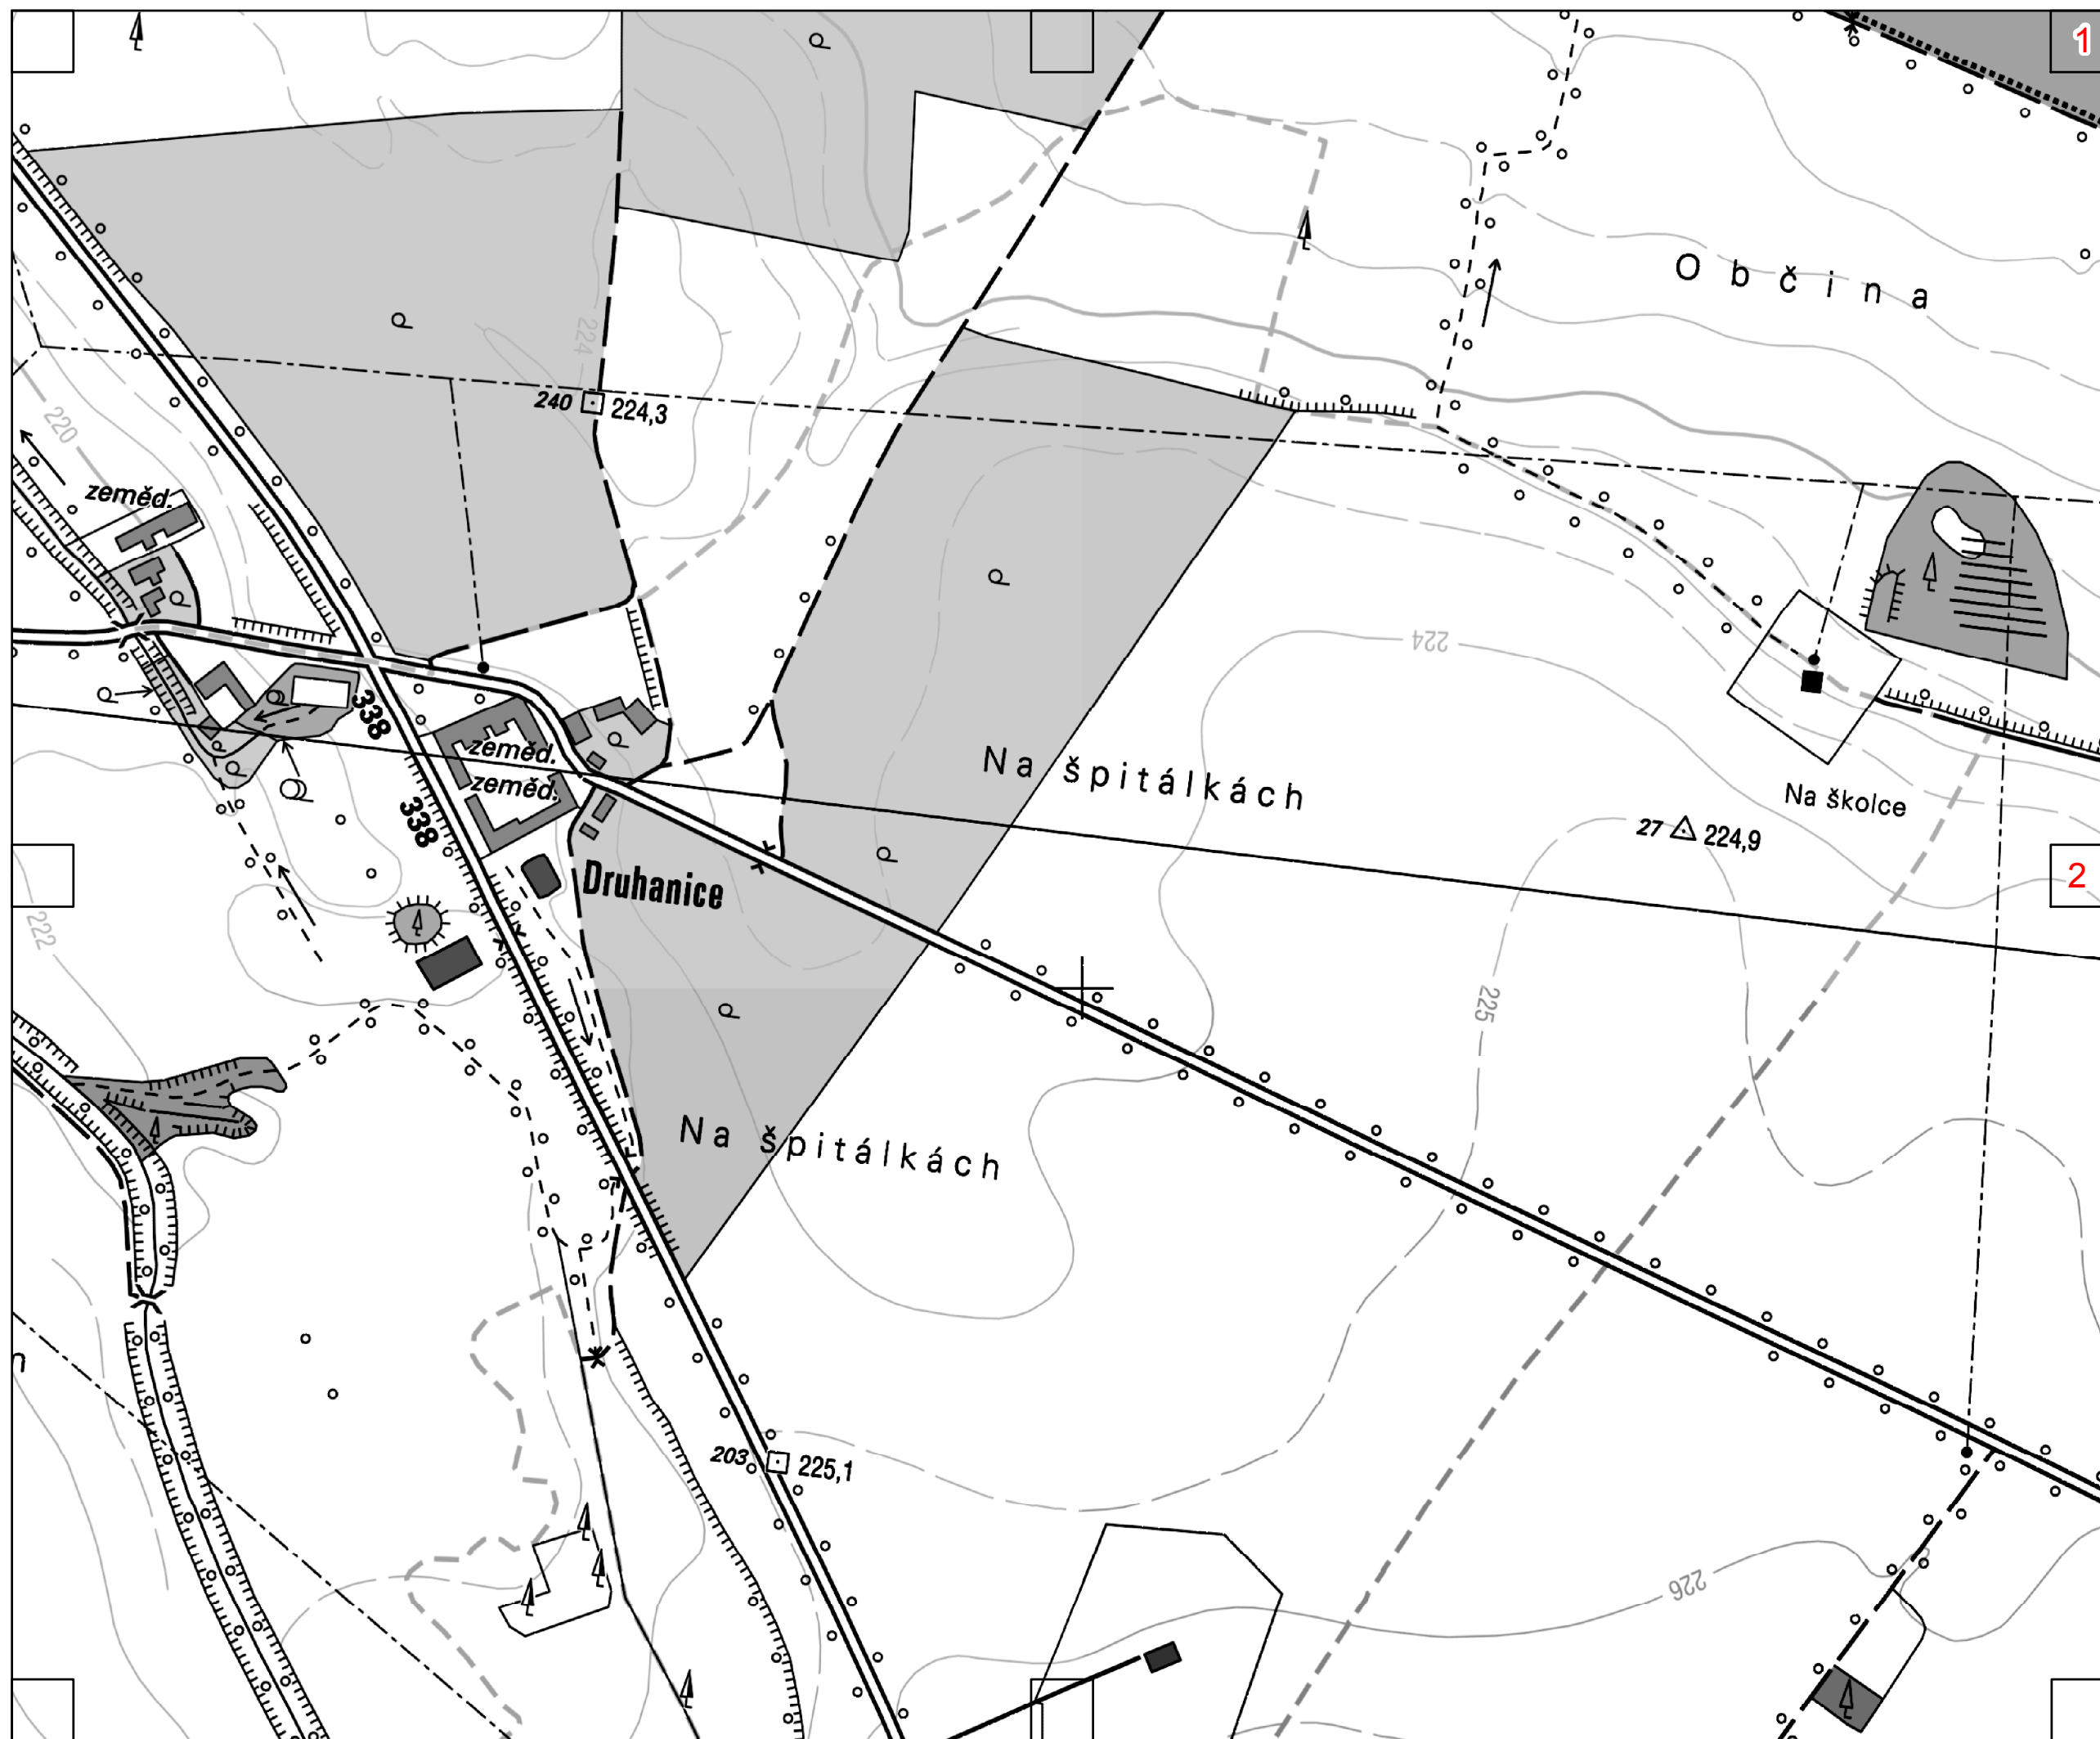 1
Občina
224
240 224,3
220
zeměd.
224
338
zeměd.
zeměd.
Na špitálkách
Na školce
338
27 224,9
Druhanice
2
222
225
Na špitálkách
n
203 225,1
226